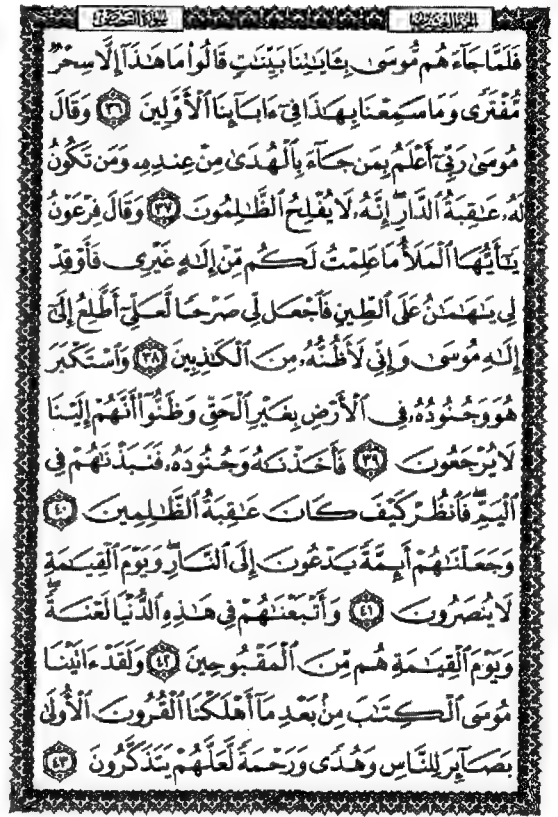 الجزء العشرون
سورة القصص
فَلَمَّا جَآءَهُم مُّوسَىٰ بِـَٔايَـٰتِنَا بَيِّنَـٰتٍ قَالُوا۟ مَا هَـٰذَآ إِلَّا سِحْرٌ
مُّفْتَرًى وَمَا سَمِعْنَا بِهَـٰذَا فِىٓ ءَابَآئِنَا ٱلْأَوَّلِينَ ٣٦ وَقَالَ
مُوسَىٰ رَبِّىٓ أَعْلَمُ بِمَن جَآءَ بِٱلْهُدَىٰ مِنْ عِندِهِۦ وَمَن تَكُونُ
لَهُۥ عَـٰقِبَةُ ٱلدَّارِ ۖ إِنَّهُۥ لَا يُفْلِحُ ٱلظَّـٰلِمُونَ ٣٧ وَقَالَ فِرْعَوْنُ
يَـٰٓأَيُّهَا ٱلْمَلَأُ مَا عَلِمْتُ لَكُم مِّنْ إِلَـٰهٍ غَيْرِى فَأَوْقِدْ
لِى يَـٰهَـٰمَـٰنُ عَلَى ٱلطِّينِ فَٱجْعَل لِّى صَرْحًا لَّعَلِّىٓ أَطَّلِعُ إِلَىٰٓ
إِلَـٰهِ مُوسَىٰ وَإِنِّى لَأَظُنُّهُۥ مِنَ ٱلْكَـٰذِبِينَ ٣٨ وَٱسْتَكْبَرَ
هُوَ وَجُنُودُهُۥ فِى ٱلْأَرْضِ بِغَيْرِ ٱلْحَقِّ وَظَنُّوٓا۟ أَنَّهُمْ إِلَيْنَا
لَا يُرْجَعُونَ ٣٩ فَأَخَذْنَـٰهُ وَجُنُودَهُۥ فَنَبَذْنَـٰهُمْ فِى
ٱلْيَمِّ ۖ فَٱنظُرْ كَيْفَ كَانَ عَـٰقِبَةُ ٱلظَّـٰلِمِينَ ٤٠
وَجَعَلْنَـٰهُمْ أَئِمَّةً يَدْعُونَ إِلَى ٱلنَّارِ ۖ وَيَوْمَ ٱلْقِيَـٰمَةِ
لَا يُنصَرُونَ ٤١ وَأَتْبَعْنَـٰهُمْ فِى هَـٰذِهِ ٱلدُّنْيَا لَعْنَةً ۖ
وَيَوْمَ ٱلْقِيَـٰمَةِ هُم مِّنَ ٱلْمَقْبُوحِينَ ٤٢ وَلَقَدْ ءَاتَيْنَا
مُوسَى ٱلْكِتَـٰبَ مِنۢ بَعْدِ مَآ أَهْلَكْنَا ٱلْقُرُونَ ٱلْأُولَىٰ
بَصَآئِرَ لِلنَّاسِ وَهُدًى وَرَحْمَةً لَّعَلَّهُمْ يَتَذَكَّرُونَ ٤٣